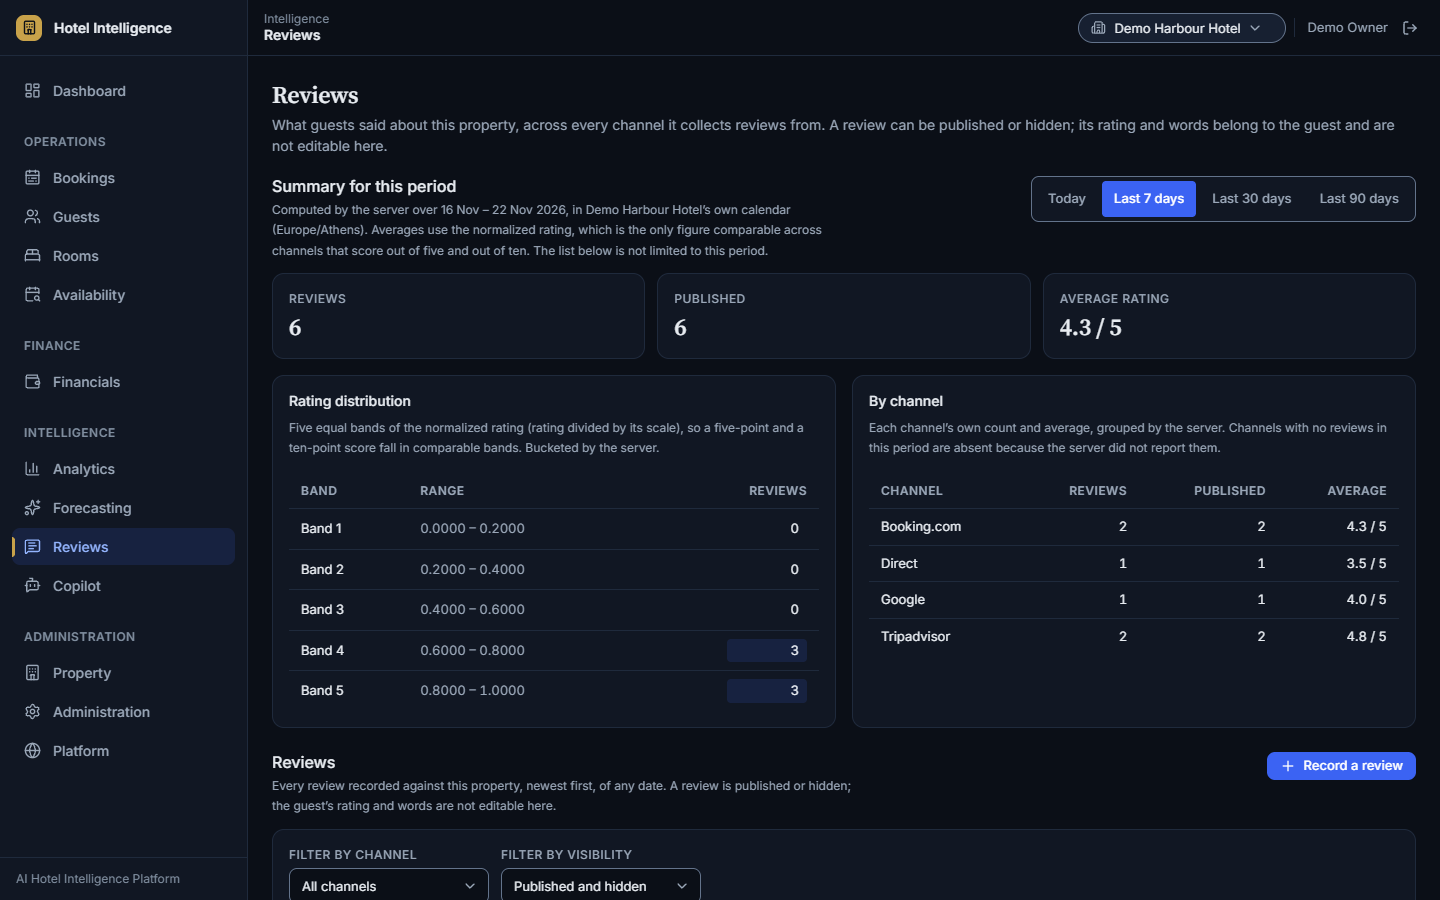 Hotel Intelligence
Intelligence
Reviews
Demo Harbour Hotel
Demo Owner
Dashboard
OPERATIONS
Bookings
Guests
Rooms
Availability
FINANCE
Financials
INTELLIGENCE
Analytics
Forecasting
Reviews
Copilot
ADMINISTRATION
Property
Administration
Platform
AI Hotel Intelligence Platform
Reviews
What guests said about this property, across every channel it collects reviews from. A review can be published or hidden; its rating and words belong to the guest and are
not editable here.
Summary for this period
Computed by the server over 16 Nov – 22 Nov 2026, in Demo Harbour Hotel’s own calendar
(Europe/Athens). Averages use the normalized rating, which is the only figure comparable across
channels that score out of five and out of ten. The list below is not limited to this period.
Today Last 7 days Last 30 days Last 90 days
REVIEWS
6
PUBLISHED
6
AVERAGE RATING
4.3 / 5
Rating distribution
Five equal bands of the normalized rating (rating divided by its scale), so a five-point and a
ten-point score fall in comparable bands. Bucketed by the server.
BAND RANGE REVIEWS
Band 1 0.0000 – 0.2000 0
Band 2 0.2000 – 0.4000 0
Band 3 0.4000 – 0.6000 0
Band 4 0.6000 – 0.8000 3
Band 5 0.8000 – 1.0000 3
By channel
Each channel’s own count and average, grouped by the server. Channels with no reviews in
this period are absent because the server did not report them.
CHANNEL REVIEWS PUBLISHED AVERAGE
Booking.com 2 2 4.3 / 5
Direct 1 1 3.5 / 5
Google 1 1 4.0 / 5
Tripadvisor 2 2 4.8 / 5
Reviews
Every review recorded against this property, newest first, of any date. A review is published or hidden;
the guest’s rating and words are not editable here.
Record a review
FILTER BY CHANNEL FILTER BY VISIBILITY
All channels Published and hidden